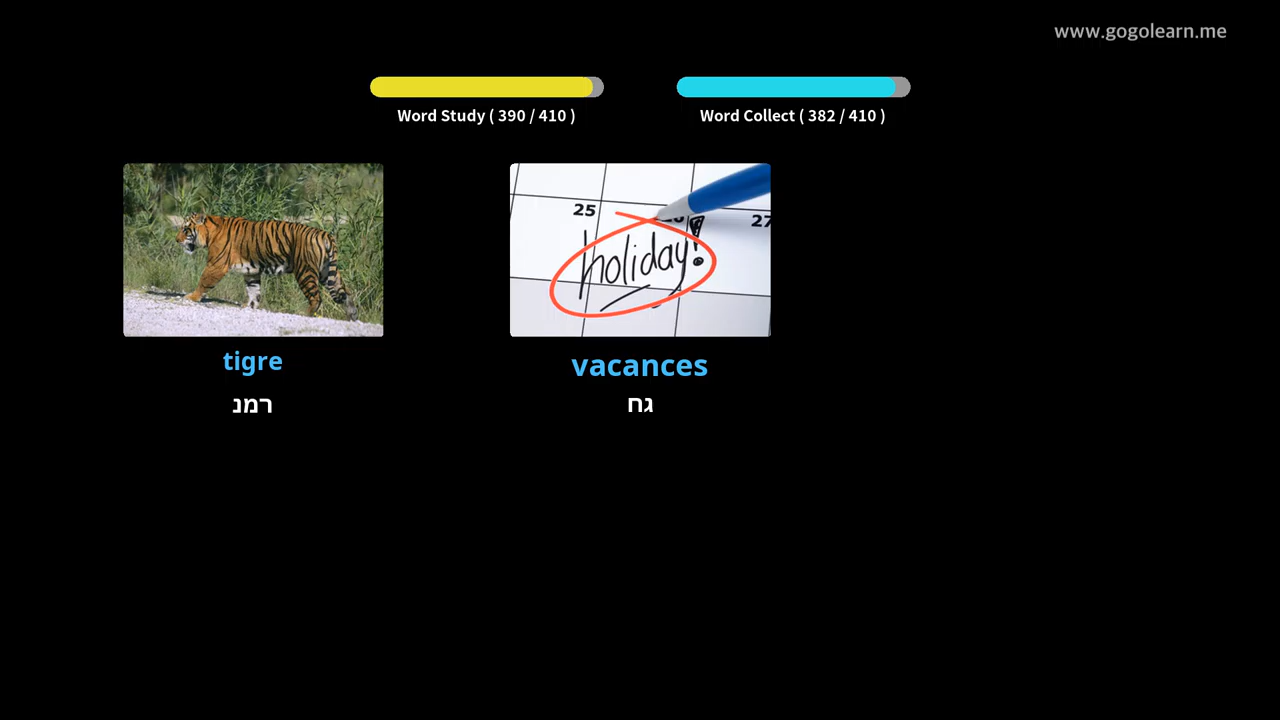 www.gogolearn.me
Word Study ( 390 / 410 )
Word Collect ( 382 / 410 )
25
27
holiday!
tigre
vacances
רמנ
גח